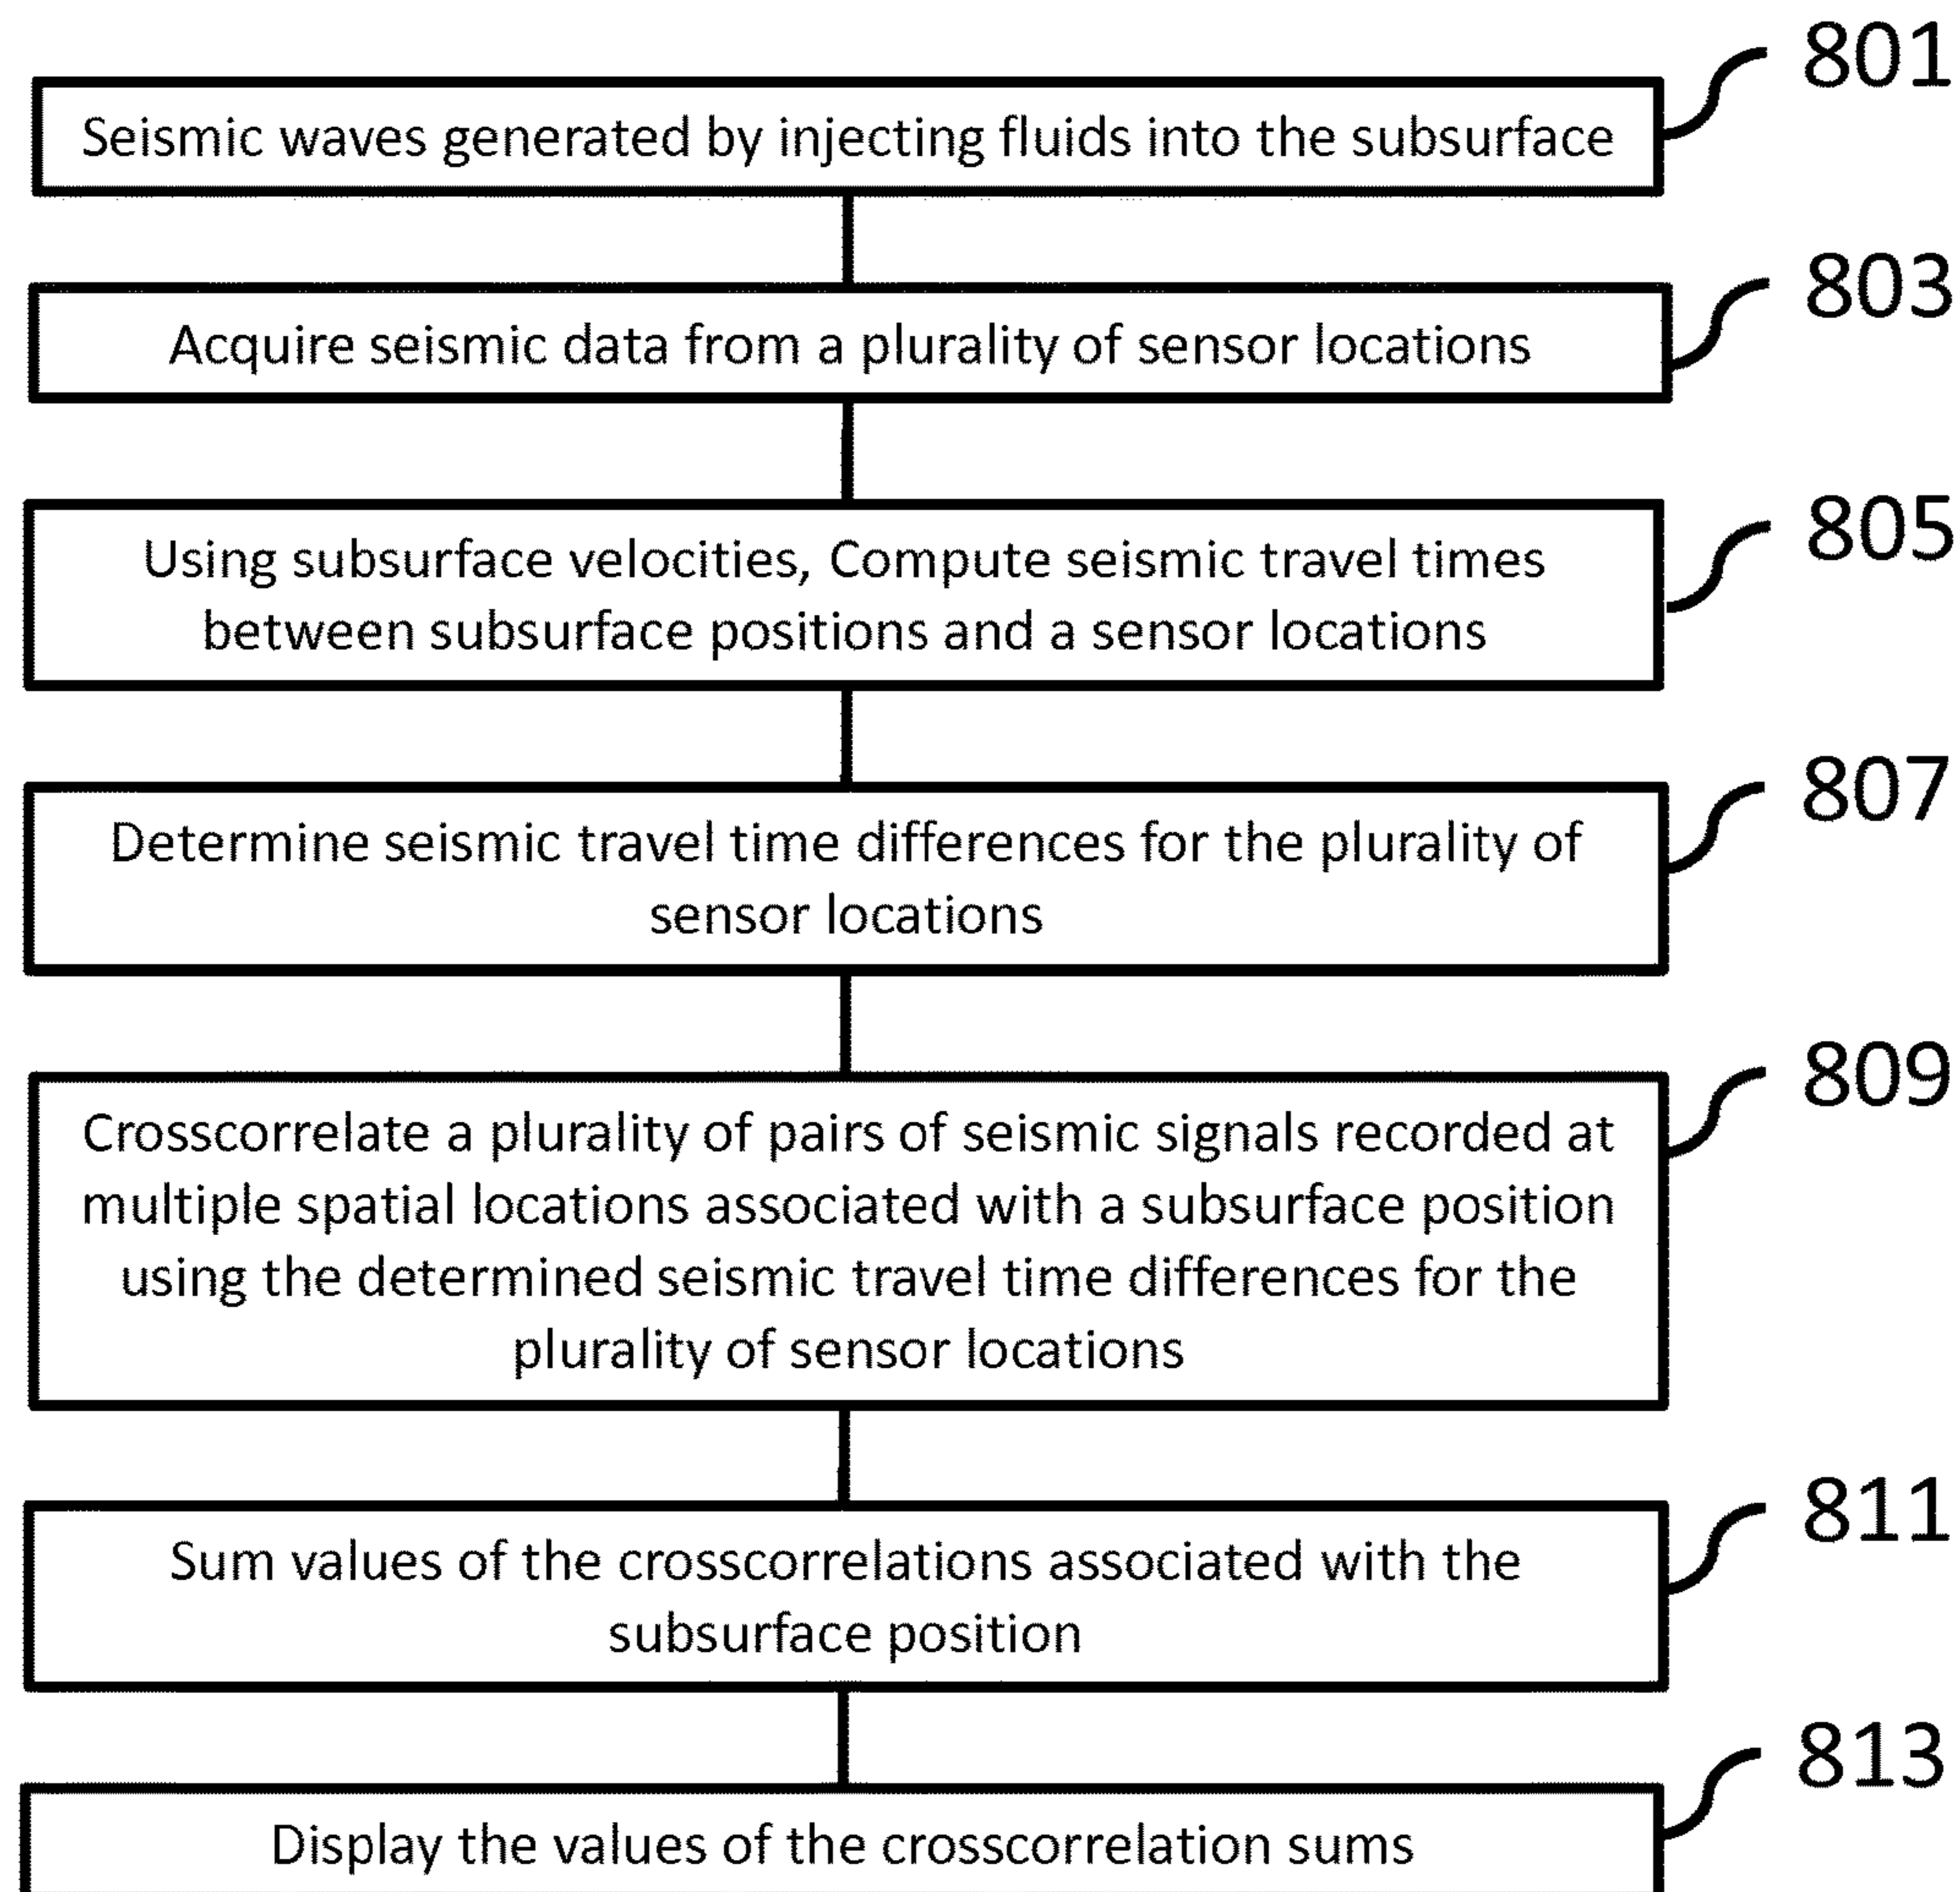 801
Seismic waves generated by injecting fluids into the subsurface
803
Acquire seismic data from a plurality of sensor locations
805
Using subsurface velocities, Compute seismic travel times
between subsurface positions and a sensor locations
807
Determine seismic travel time differences for the plurality of
sensor locations
809
Crosscorrelate a plurality of pairs of seismic signals recorded at
multiple spatial locations associated with a subsurface position
using the determined seismic travel time differences for the
plurality of sensor locations
811
Sum values of the crosscorrelations associated with the
subsurface position
813
Display the values of the crosscorrelation sums